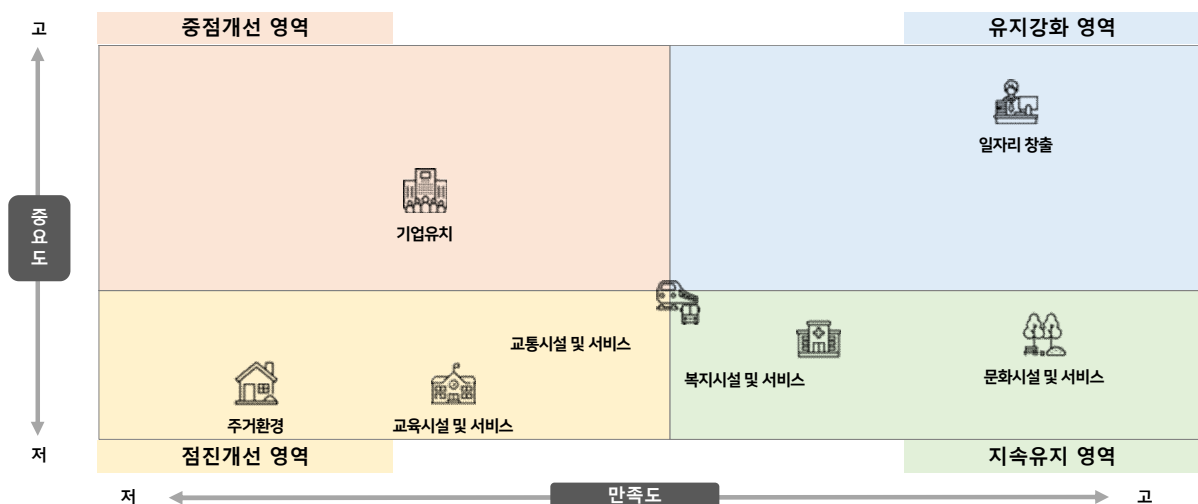 고
중점개선 영역
유지강화 영역
일자리 창출
기업유치
중요도
교통시설 및 서비스
복지시설 및 서비스
문화시설 및 서비스
주거환경
교육시설 및 서비스
저
점진개선 영역
지속유지 영역
저
만족도
고